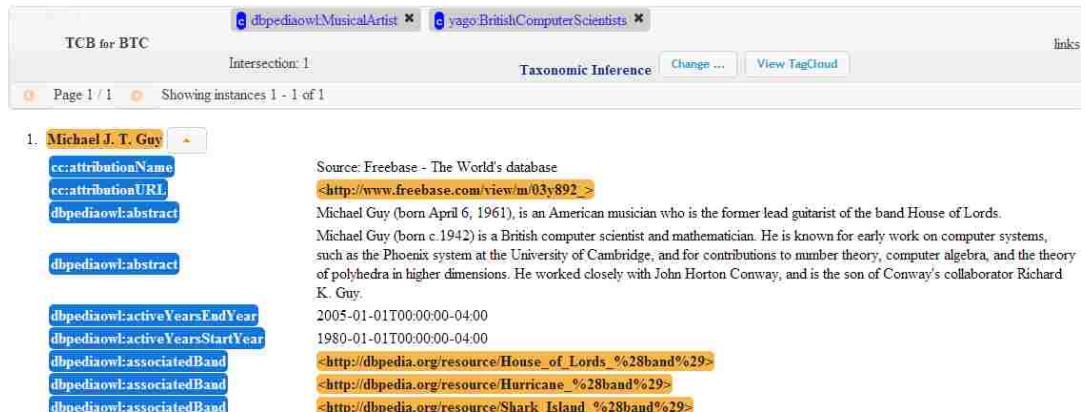 c dbpediaowl:MusicalArtist ✖ c yago:BritishComputerScientists ✖
TCB for BTC
links
Intersection: 1 Taxonomic Inference Change ... View TagCloud
Page 1 / 1 Showing instances 1 - 1 of 1
1. Michael J. T. Guy
cc:attributionName Source: Freebase - The World's database
cc:attributionURL <http://www.freebase.com/view/m/03y892_>
dbpediaowl:abstract Michael Guy (born April 6, 1961), is an American musician who is the former lead guitarist of the band House of Lords.
Michael Guy (born c.1942) is a British computer scientist and mathematician. He is known for early work on computer systems,
dbpediaowl:abstract such as the Phoenix system at the University of Cambridge, and for contributions to number theory, computer algebra, and the theory
of polyhedra in higher dimensions. He worked closely with John Horton Conway, and is the son of Conway's collaborator Richard
K. Guy.
dbpediaowl:activeYearsEndYear 2005-01-01T00:00:00-04:00
dbpediaowl:activeYearsStartYear 1980-01-01T00:00:00-04:00
dbpediaowl:associatedBand <http://dbpedia.org/resource/House_of_Lords_%28band%29>
dbpediaowl:associatedBand <http://dbpedia.org/resource/Hurricane_%28band%29>
dbpediaowl:associatedBand <http://dbpedia.org/resource/Shark_Island_%28band%29>